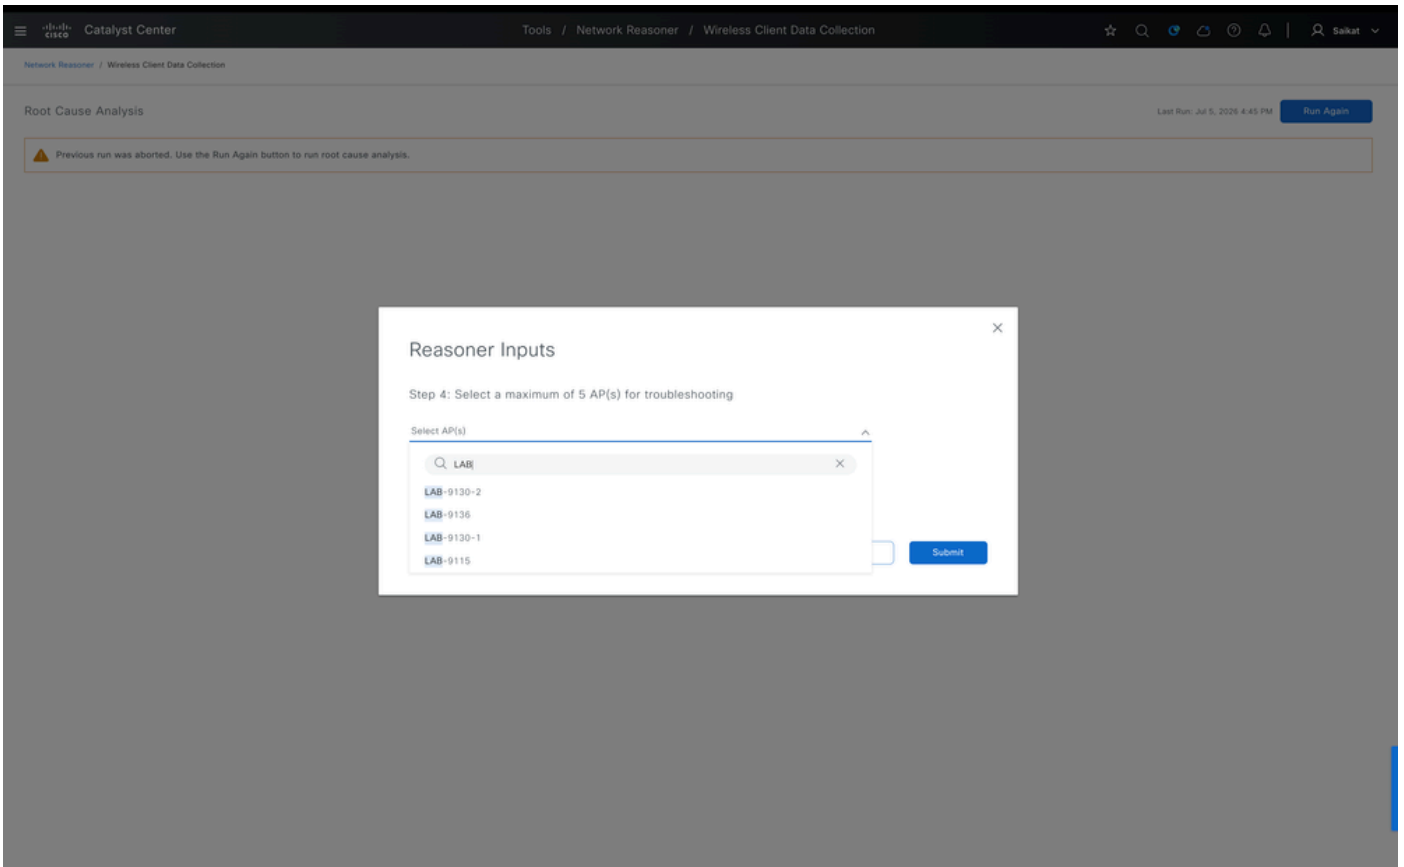 CISCO Catalyst Center Tools / Network Reasoner / Wireless Client Data Collection Saikat
Network Reasoner / Wireless Client Data Collection
Root Cause Analysis Last Run: Jul 5, 2025 4:45 PM Run Again
Previous run was aborted. Use the Run Again button to run root cause analysis.
Reasoner Inputs
Step 4: Select a maximum of 5 AP(s) for troubleshooting
Select AP(s)
LAB
LAB-9130-2
LAB-9136
LAB-9130-1
LAB-9115
Submit